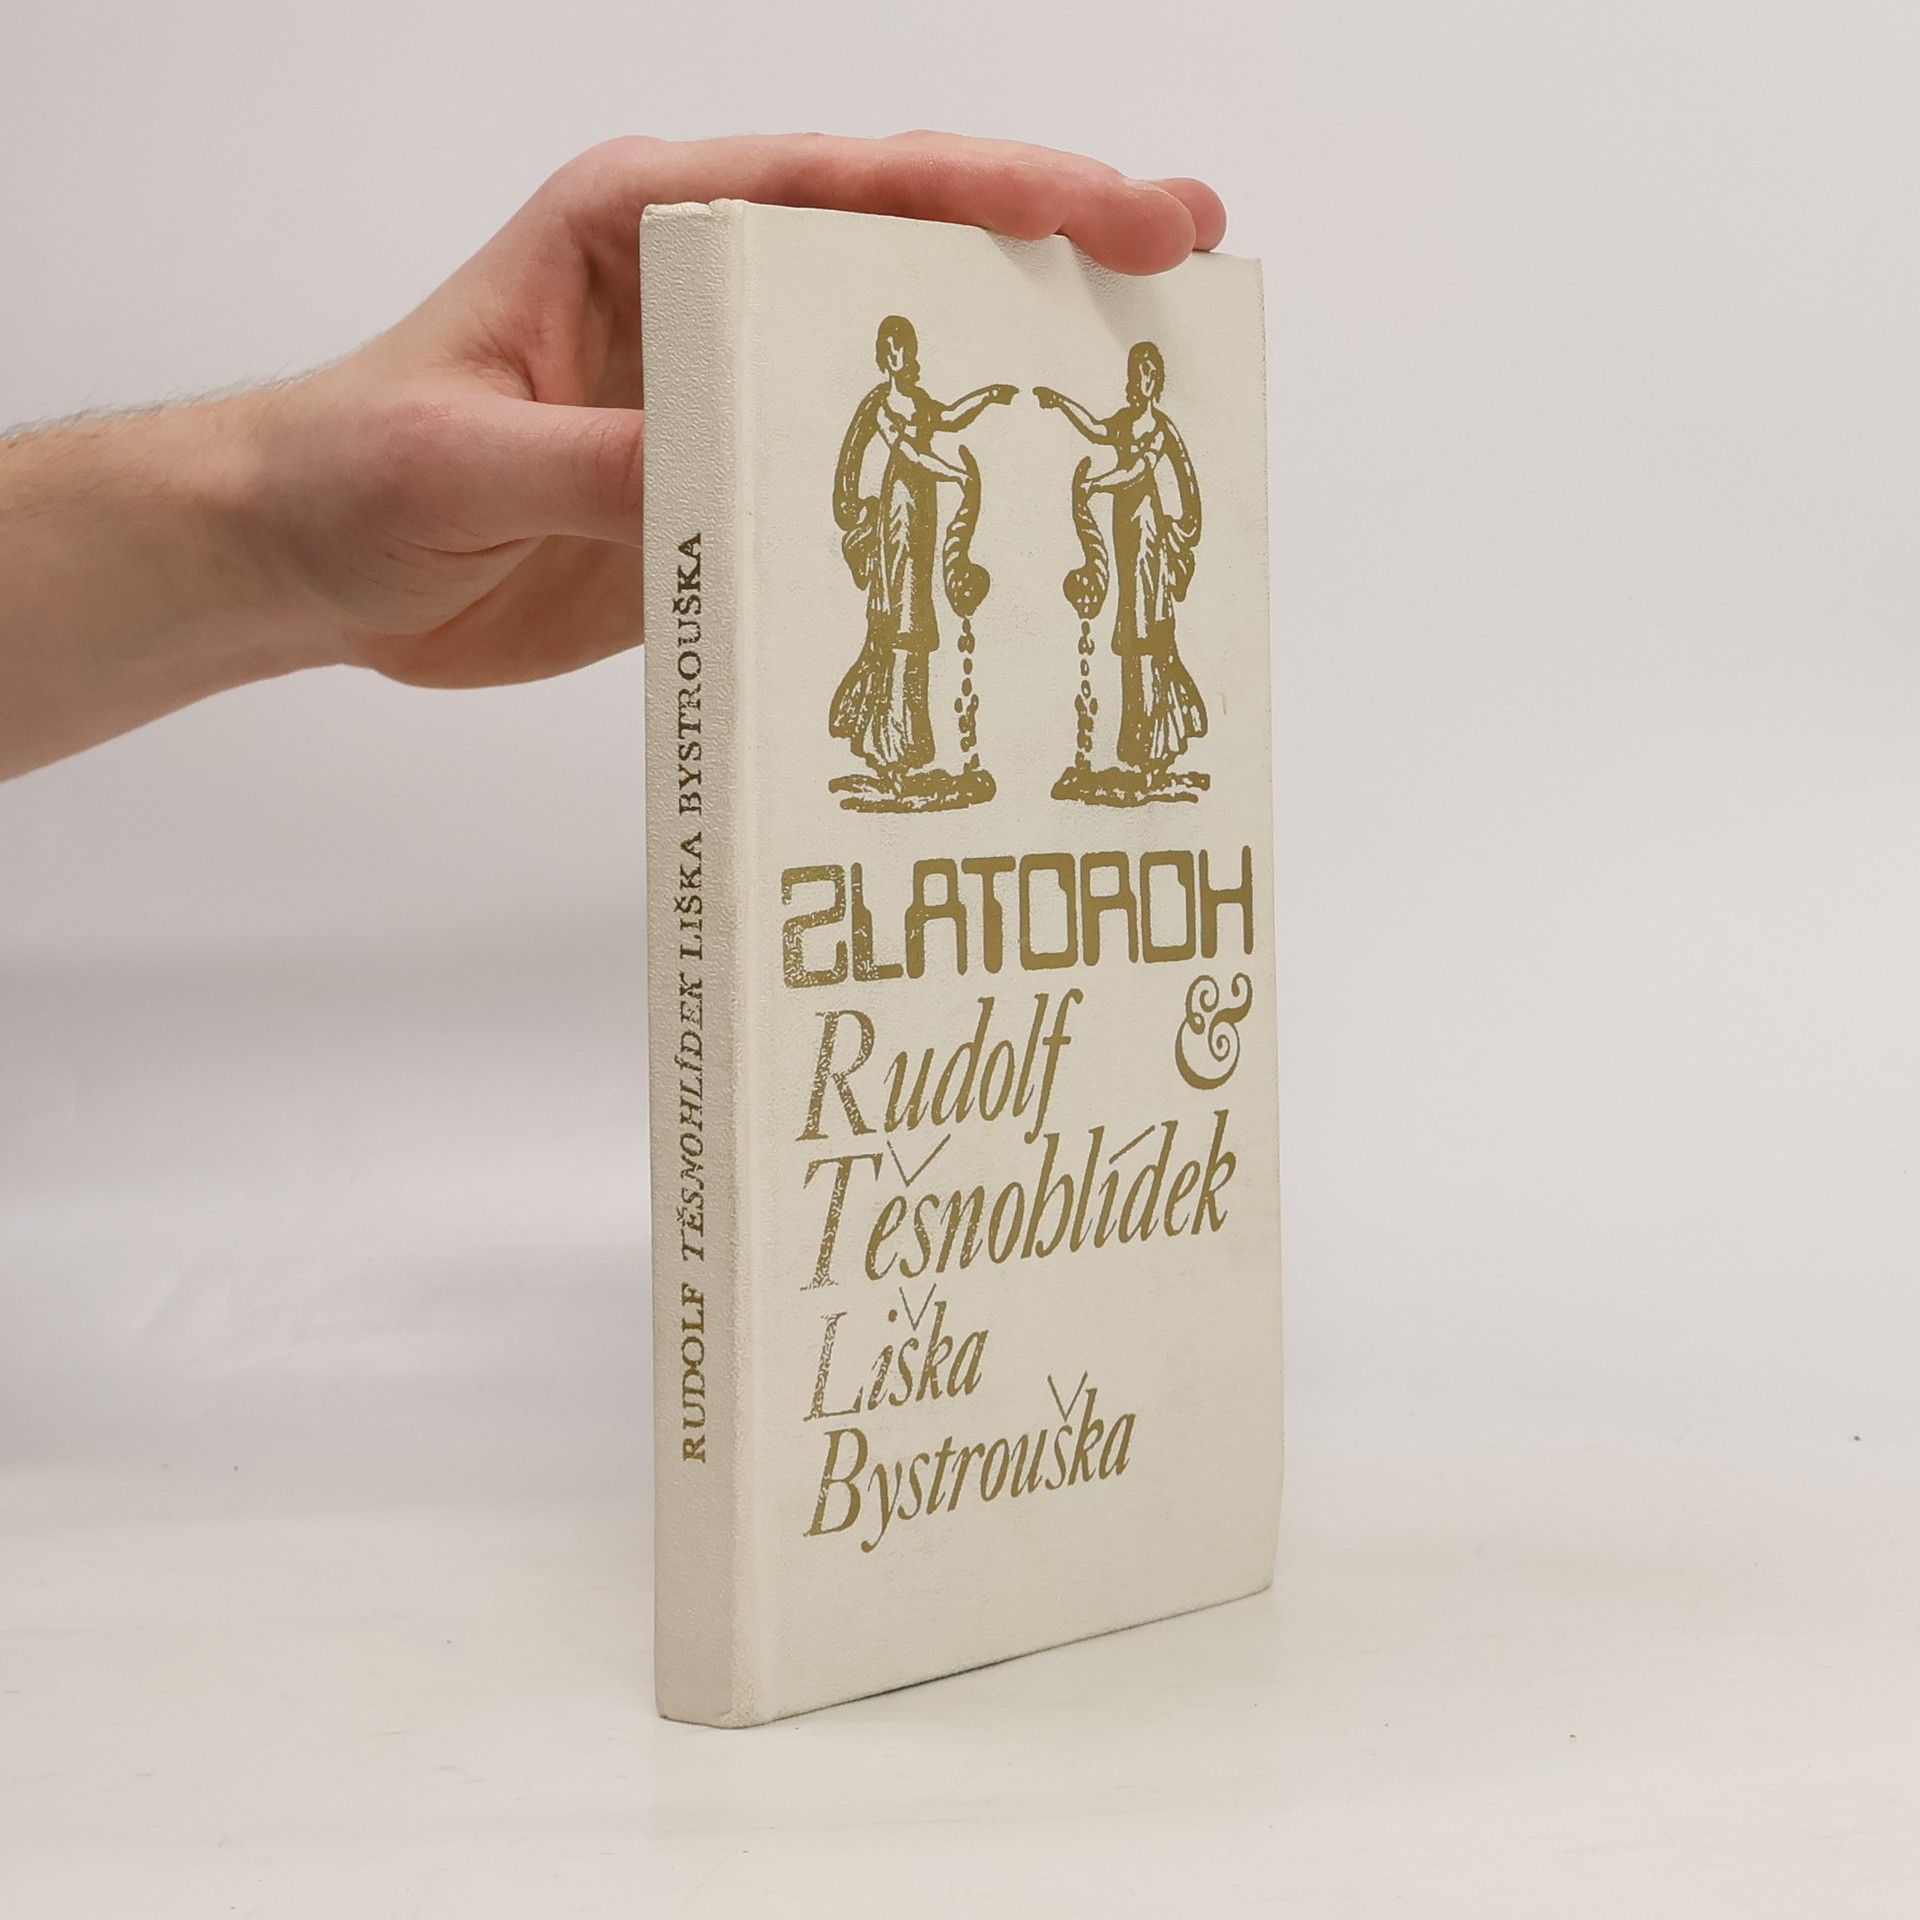 RUDOLF TĚSNOHLÍDEK LIŠKA BYSTROUŠKA
ZLATOROH
Rudolf &
Těsnohlídek
Liška
Bystrouška